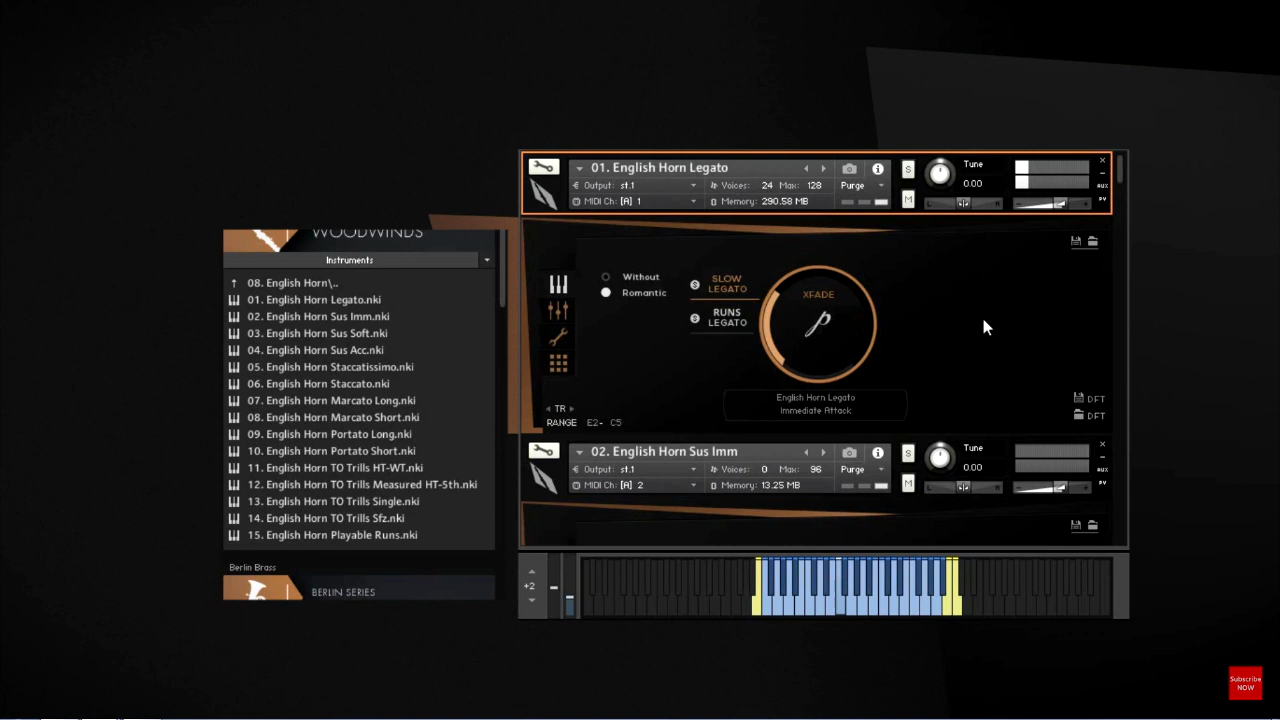 WOODWINDS
Instruments
08. English Horn\..
01. English Horn Legato.nki
02. English Horn Sus Imm.nki
03. English Horn Sus Soft.nki
04. English Horn Sus Acc.nki
05. English Horn Staccatissimo.nki
06. English Horn Staccato.nki
07. English Horn Marcato Long.nki
08. English Horn Marcato Short.nki
09. English Horn Portato Long.nki
10. English Horn Portato Short.nki
11. English Horn TO Trills HT-WT.nki
12. English Horn TO Trills Measured HT-5th.nki
13. English Horn TO Trills Single.nki
14. English Horn TO Trills Sfz.nki
15. English Horn Playable Runs.nki
Berlin Brass
BERLIN SERIES
01. English Horn Legato
Output: st.1
Voices: 24 Max: 128
Purge
MIDI Ch: [A] 1
Memory: 290.58 MB
S
M
Tune
0.00
L R
×
-
AUX
PV
Without
Romantic
S SLOW LEGATO
S RUNS LEGATO
XFADE
p
English Horn Legato
Immediate Attack
TR
RANGE E2- C5
DFT
DFT
02. English Horn Sus Imm
Output: st.1
Voices: 0 Max: 96
Purge
MIDI Ch: [A] 2
Memory: 13.25 MB
S
M
Tune
0.00
L R
×
-
AUX
PV
+2
Subscribe
NOW